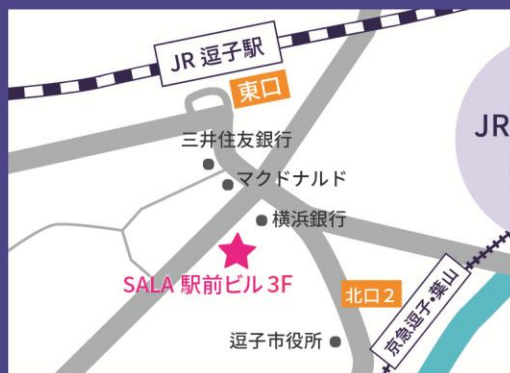 JR 逗子駅
東口
三井住友銀行
マクドナルド
JR
横浜銀行
SALA 駅前ビル 3F
北口 2
京急逗子・葉山
逗子市役所